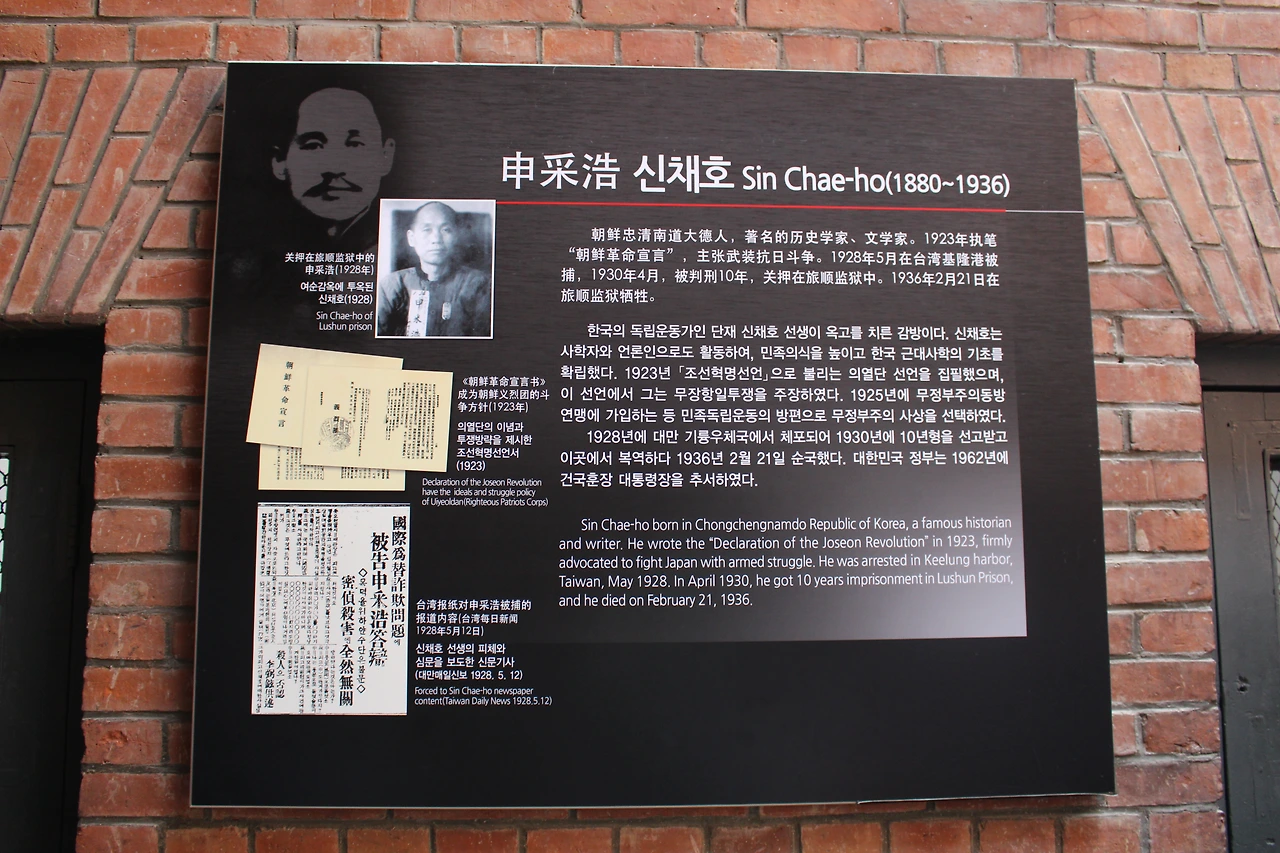 申采浩 신채호 Sin Chae-ho(1880~1936)
关押在旅顺监狱中的
申采浩(1928年)
여순감옥에 투옥된
신채호(1928)
Sin Chae-ho of
Lushun prison
申采浩
朝鲜忠清南道大德人，著名的历史学家、文学家。1923年执笔
“朝鲜革命宣言”，主张武装抗日斗争。1928年5月在台湾基隆港被
捕，1930年4月，被判刑10年，关押在旅顺监狱中。1936年2月21日在
旅顺监狱牺牲。
한국의 독립운동가인 단재 신채호 선생이 옥고를 치른 감방이다. 신채호는
사학자와 언론인으로도 활동하여, 민족의식을 높이고 한국 근대사학의 기초를
확립했다. 1923년 「조선혁명선언」으로 불리는 의열단 선언을 집필했으며,
이 선언에서 그는 무장항일투쟁을 주장하였다. 1925년에 무정부주의동방
연맹에 가입하는 등 민족독립운동의 방편으로 무정부주의 사상을 선택하였다.
1928년에 대만 기륭우체국에서 체포되어 1930년에 10년형을 선고받고
이곳에서 복역하다 1936년 2월 21일 순국했다. 대한민국 정부는 1962년에
건국훈장 대통령장을 추서하였다.
Sin Chae-ho born in Chongchengnamdo Republic of Korea, a famous historian
and writer. He wrote the “Declaration of the Joseon Revolution” in 1923, firmly
advocated to fight Japan with armed struggle. He was arrested in Keelung harbor,
Taiwan, May 1928. In April 1930, he got 10 years imprisonment in Lushun Prison,
and he died on February 21, 1936.
朝鮮革命宣言
《朝鲜革命宣言书》
成为朝鲜义烈团的斗
争方针(1923年)
의열단의 이념과
투쟁방략을 제시한
조선혁명선언서
(1923)
Declaration of the Joseon Revolution
have the ideals and struggle policy
of Uiyeoldan(Righteous Patriots Corps)
國際爲替詐欺問題에
被告申采浩答辯
密偵殺害는全然無關
殺人은否認
李弼鉉供述
台湾报纸对申采浩被捕的
报道内容(台湾每日新闻
1928年5月12日)
신채호 선생의 피체와
심문을 보도한 신문기사
(대만매일신보 1928. 5. 12)
Forced to Sin Chae-ho newspaper
content(Taiwan Daily News 1928.5.12)